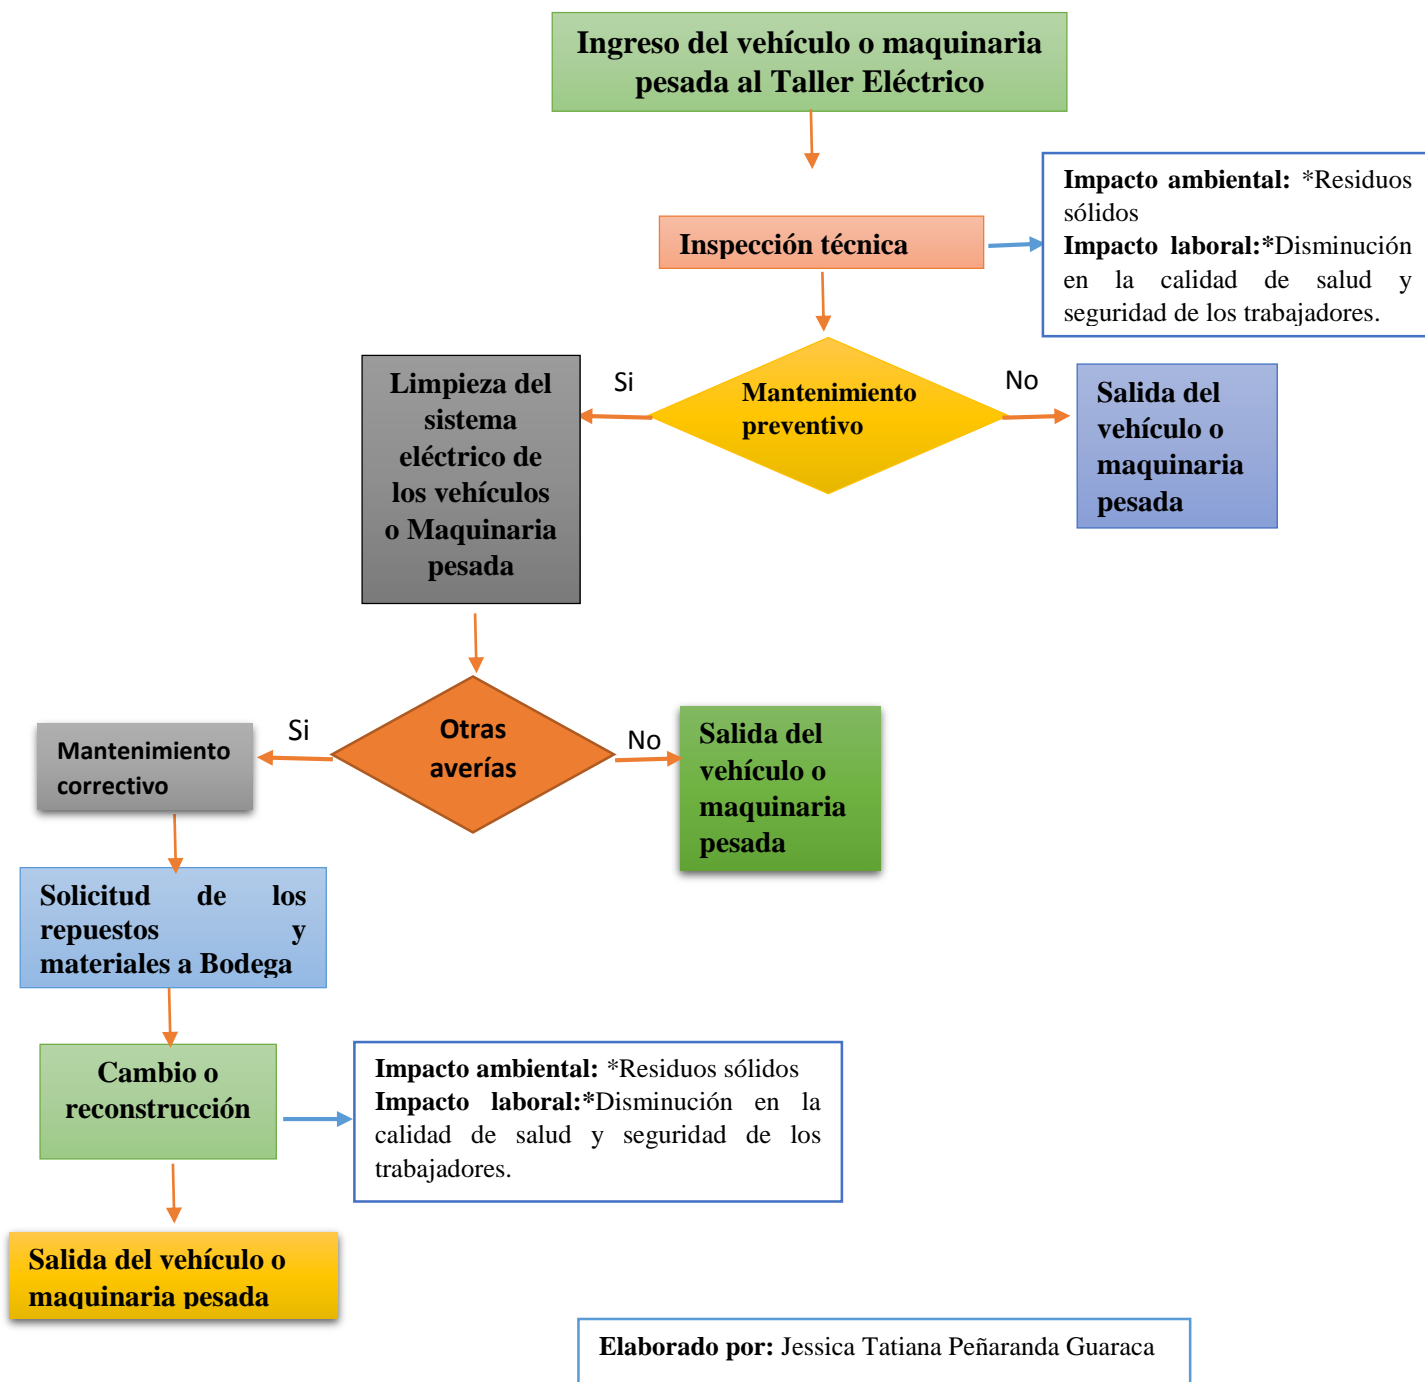 Ingreso del vehículo o maquinaria
pesada al Taller Eléctrico
Impacto ambiental: *Residuos
sólidos
Impacto laboral:*Disminución
en la calidad de salud y
seguridad de los trabajadores.
Inspección técnica
Limpieza del
sistema
eléctrico de
los vehículos
o Maquinaria
pesada
Si
Mantenimiento
preventivo
No
Salida del
vehículo o
maquinaria
pesada
Mantenimiento
correctivo
Si
Otras
averías
No
Salida del
vehículo o
maquinaria
pesada
Solicitud de los
repuestos y
materiales a Bodega
Cambio o
reconstrucción
Impacto ambiental: *Residuos sólidos
Impacto laboral:*Disminución en la
calidad de salud y seguridad de los
trabajadores.
Salida del vehículo o
maquinaria pesada
Elaborado por: Jessica Tatiana Peñaranda Guaraca